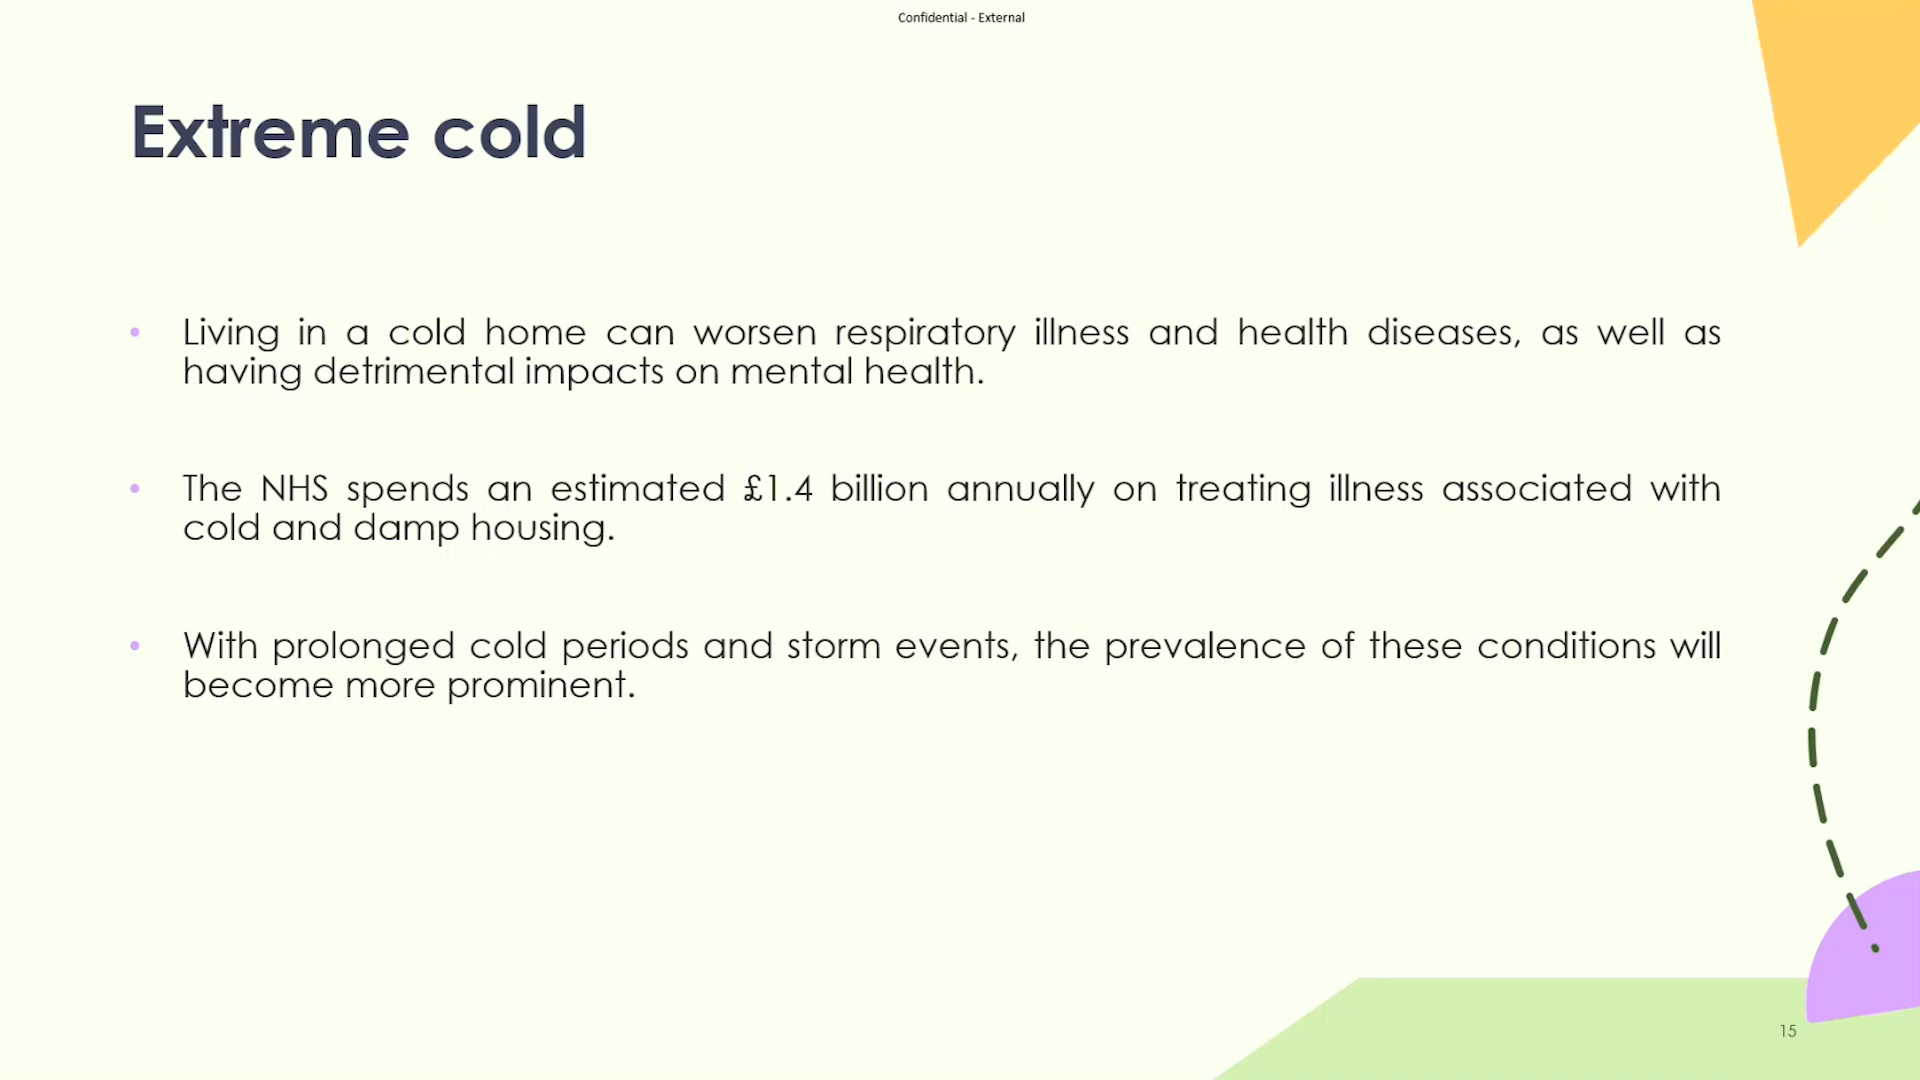 Confidential - External
Extreme cold
• Living in a cold home can worsen respiratory illness and health diseases, as well as
having detrimental impacts on mental health.
• The NHS spends an estimated £1.4 billion annually on treating illness associated with
cold and damp housing.
• With prolonged cold periods and storm events, the prevalence of these conditions will
become more prominent.
15